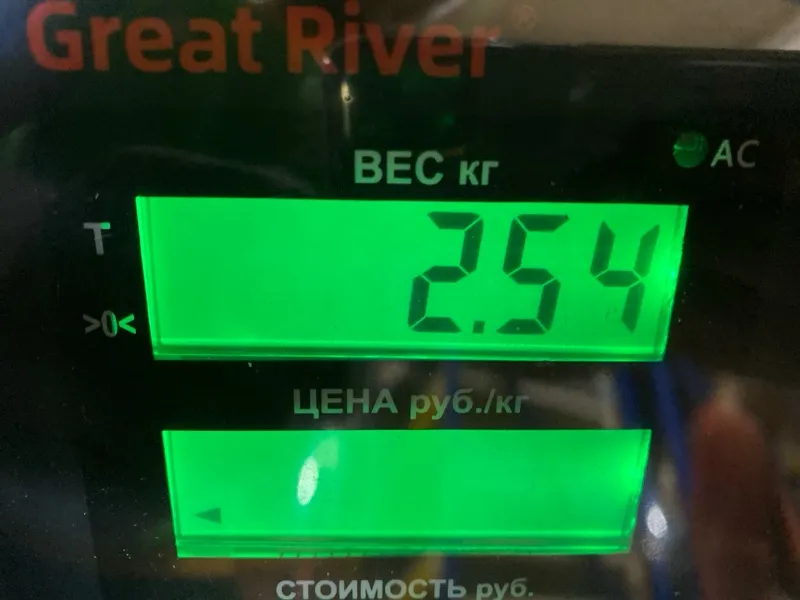 Great River
ВЕС кг
AC
T
2.54
>0<
ЦЕНА руб./кг
СТОИМОСТЬ руб.